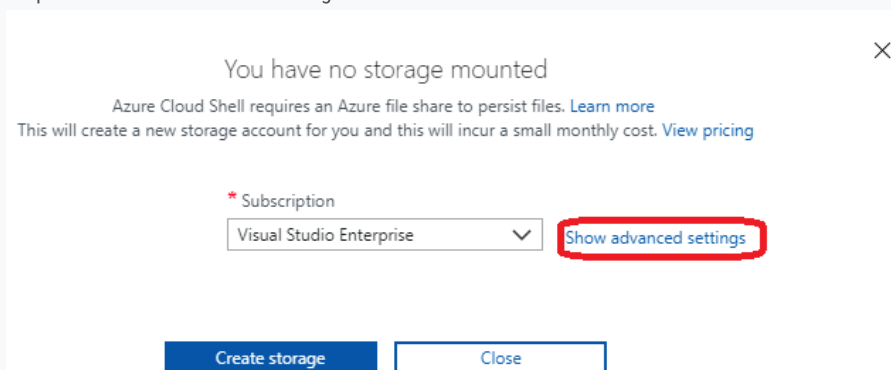 You have no storage mounted
Azure Cloud Shell requires an Azure file share to persist files. Learn more
This will create a new storage account for you and this will incur a small monthly cost. View pricing
* Subscription
Visual Studio Enterprise
Show advanced settings
Create storage
Close